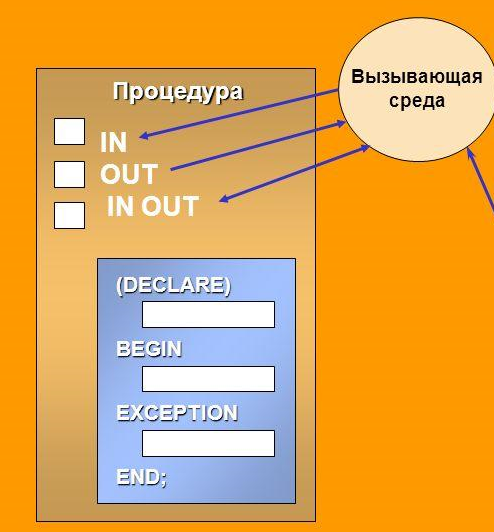 Процедура
Вызывающая
среда
IN
OUT
IN OUT
(DECLARE)
BEGIN
EXCEPTION
END;